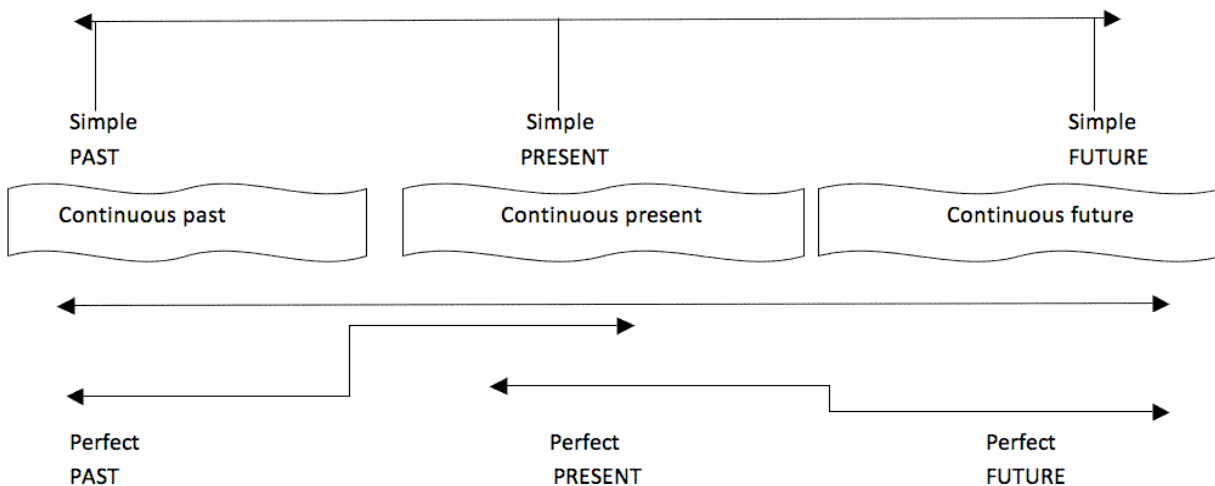 Simple Simple Simple
PAST PRESENT FUTURE
Continuous past Continuous present Continuous future
Perfect Perfect Perfect
PAST PRESENT FUTURE